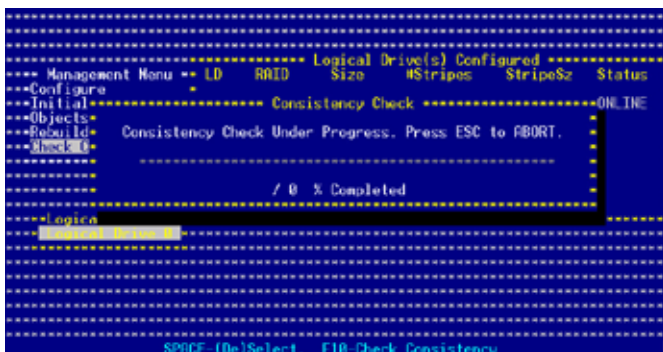 Logical Drive(s) Configured
Management Menu LD RAID Size #Stripes StripeSz Status
Configure
Initial Consistency Check ONLINE
Objects
Rebuild Consistency Check Under Progress. Press ESC to ABORT.
Check C
/ 0 % Completed
Logica
Logical Drive 0
SPACE-(De)Select F10-Check Consistency